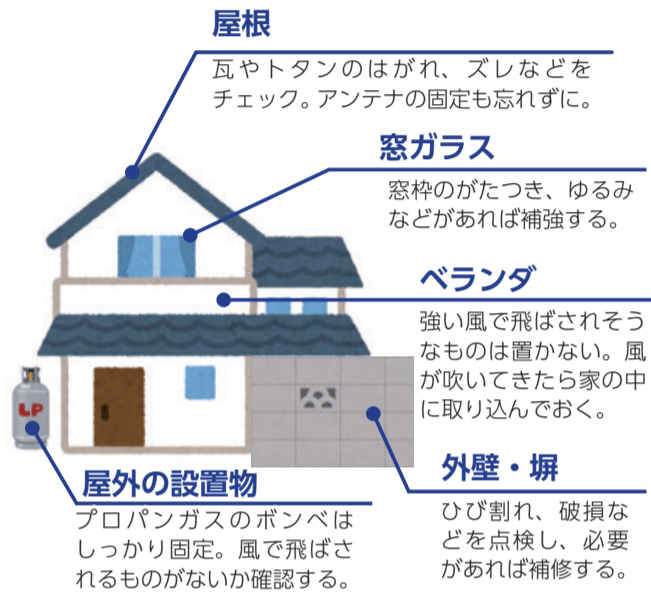 屋根
瓦やトタンのはがれ、ズレなどを
チェック。アンテナの固定も忘れずに。
窓ガラス
窓枠のがたつき、ゆるみ
などがあれば補強する。
ベランダ
強い風で飛ばされそう
なものは置かない。風
が吹いてきたら家の中
に取り込んでおく。
LP
屋外の設置物
プロパンガスのボンベは
しっかり固定。風で飛ばさ
れるものがないか確認する。
外壁・塀
ひび割れ、破損な
どを点検し、必要
があれば補修する。